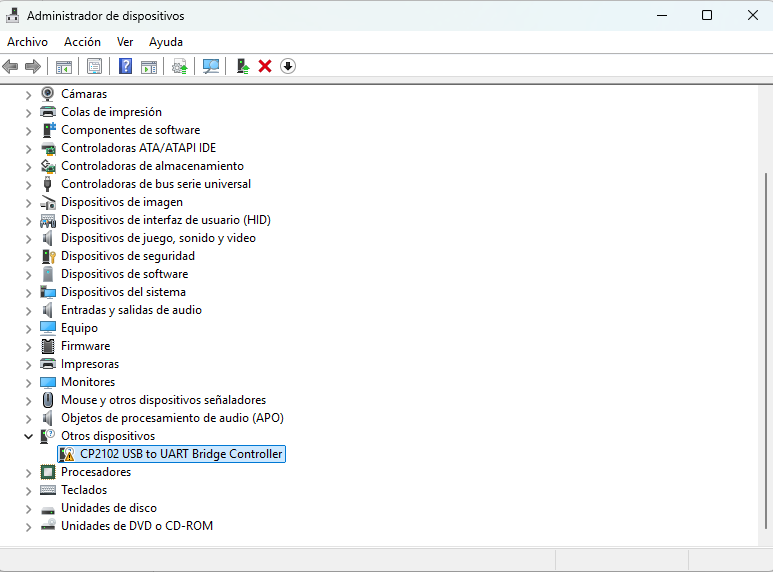 Administrador de dispositivos
Archivo Acción Ver Ayuda
Cámaras
Colas de impresión
Componentes de software
Controladoras ATA/ATAPI IDE
Controladoras de almacenamiento
Controladoras de bus serie universal
Dispositivos de imagen
Dispositivos de interfaz de usuario (HID)
Dispositivos de juego, sonido y video
Dispositivos de seguridad
Dispositivos de software
Dispositivos del sistema
Entradas y salidas de audio
Equipo
Firmware
Impresoras
Monitores
Mouse y otros dispositivos señaladores
Objetos de procesamiento de audio (APO)
Otros dispositivos
CP2102 USB to UART Bridge Controller
Procesadores
Teclados
Unidades de disco
Unidades de DVD o CD-ROM